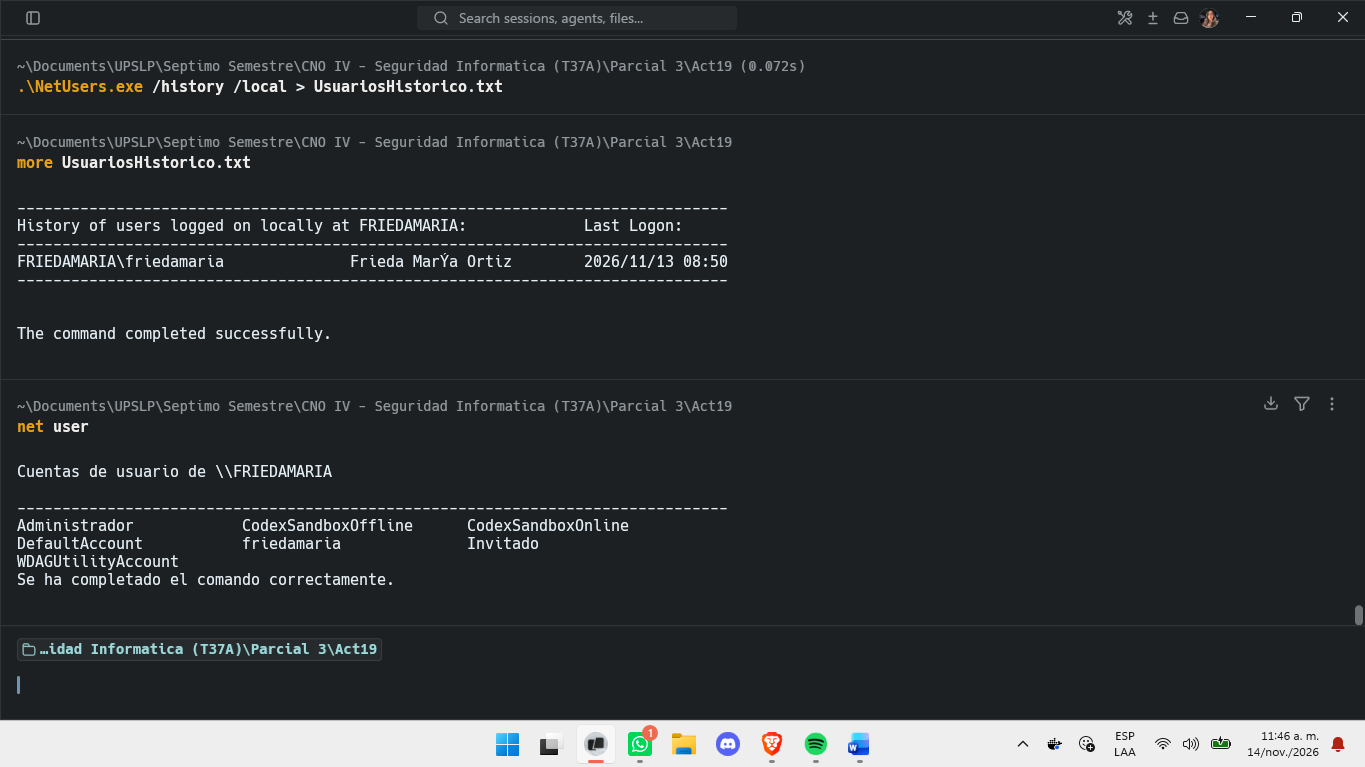 Search sessions, agents, files...
~\Documents\UPSLP\Septimo Semestre\CNO IV - Seguridad Informatica (T37A)\Parcial 3\Act19 (0.072s)
.\NetUsers.exe /history /local > UsuariosHistorico.txt
~\Documents\UPSLP\Septimo Semestre\CNO IV - Seguridad Informatica (T37A)\Parcial 3\Act19
more UsuariosHistorico.txt
-------------------------------------------------------------------------------
History of users logged on locally at FRIEDAMARIA: Last Logon:
-------------------------------------------------------------------------------
FRIEDAMARIA\friedamaria Frieda MarÝa Ortiz 2026/11/13 08:50
-------------------------------------------------------------------------------
The command completed successfully.
~\Documents\UPSLP\Septimo Semestre\CNO IV - Seguridad Informatica (T37A)\Parcial 3\Act19
net user
Cuentas de usuario de \\FRIEDAMARIA
-------------------------------------------------------------------------------
Administrador CodexSandboxOffline CodexSandboxOnline
DefaultAccount friedamaria Invitado
WDAGUtilityAccount
Se ha completado el comando correctamente.
…idad Informatica (T37A)\Parcial 3\Act19
1
W
ESP
LAA
11:46 a. m.
14/nov./2026